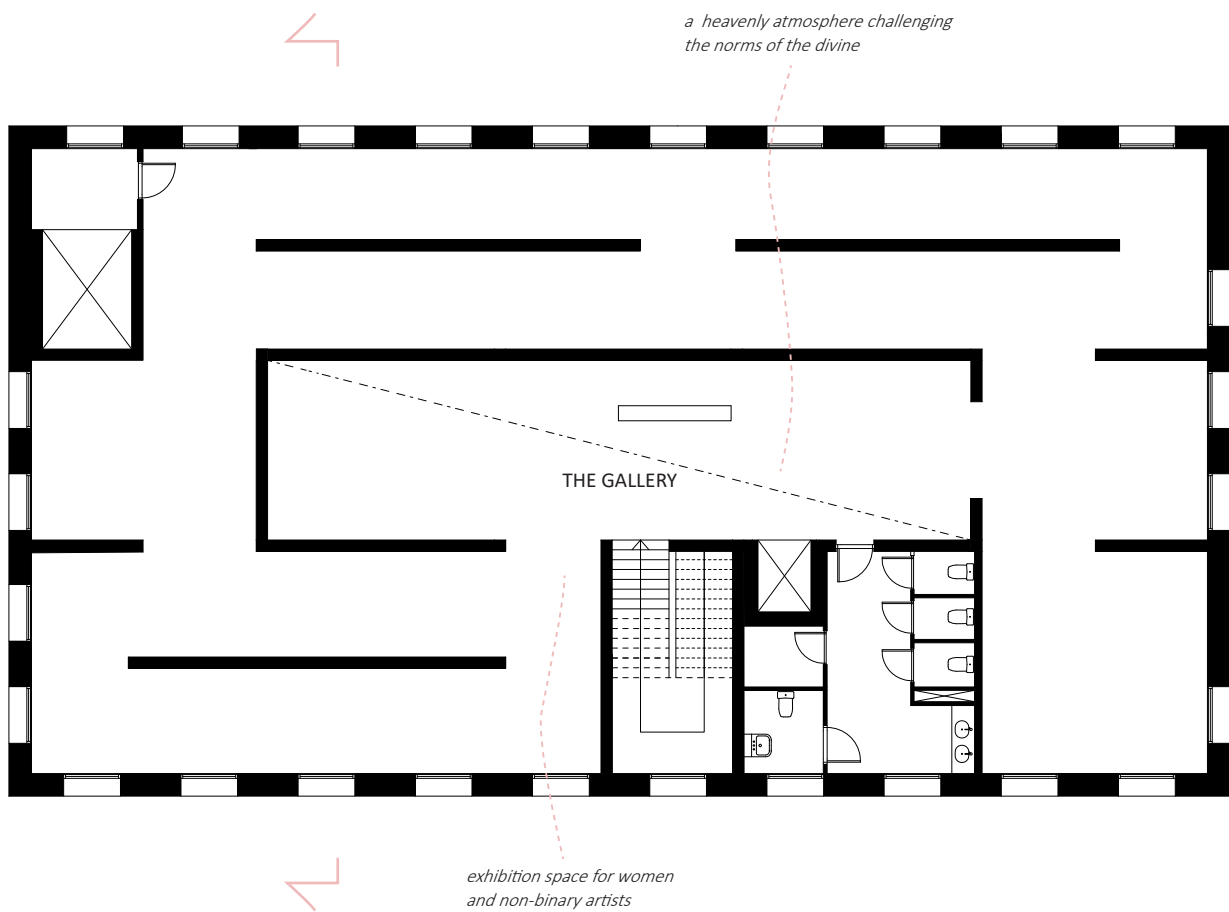 a heavenly atmosphere challenging
the norms of the divine
THE GALLERY
exhibition space for women
and non-binary artists